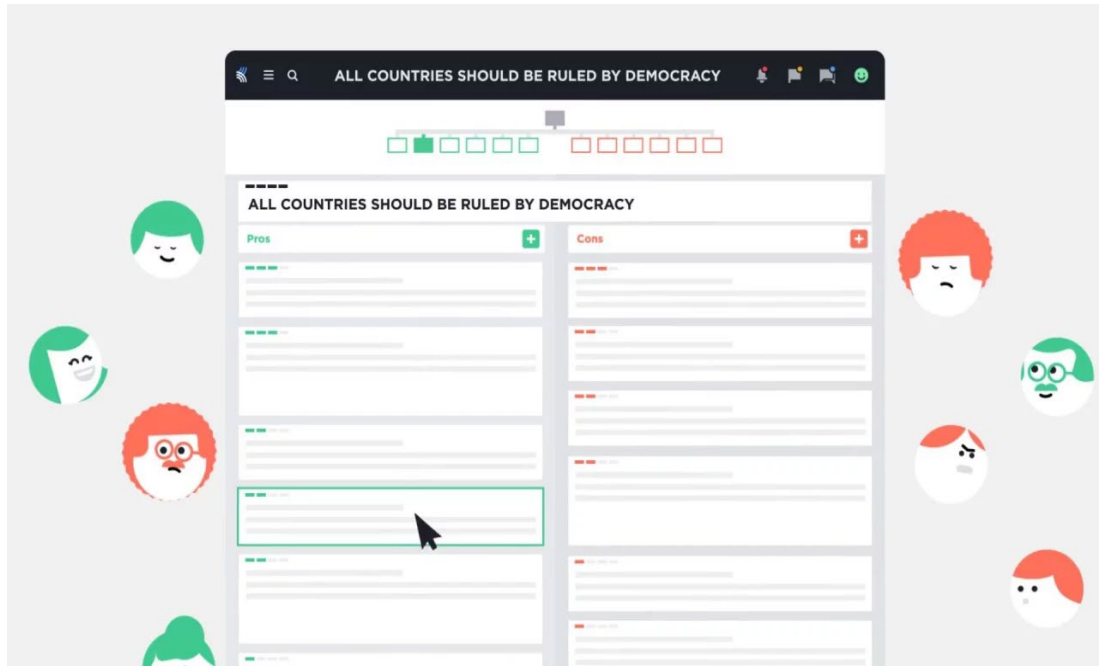 ALL COUNTRIES SHOULD BE RULED BY DEMOCRACY
ALL COUNTRIES SHOULD BE RULED BY DEMOCRACY
Pros
Cons